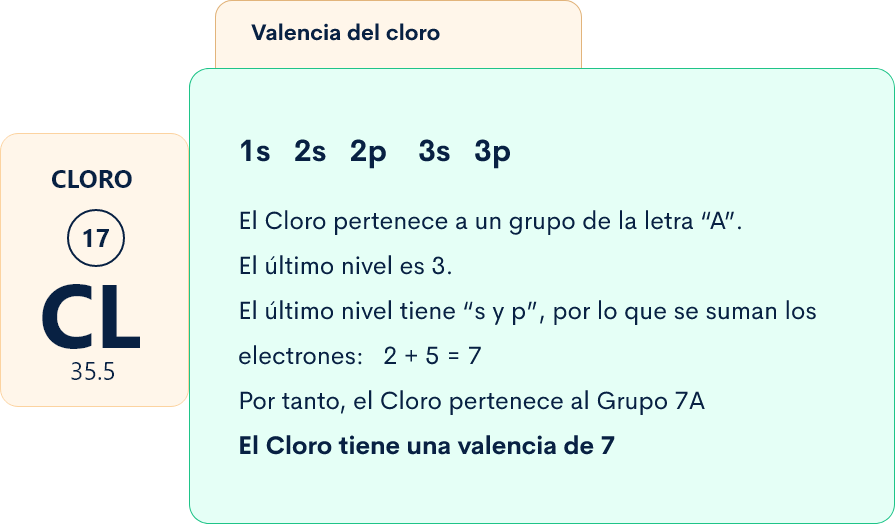 Valencia del cloro
CLORO
17
CL
35.5
1s 2s 2p 3s 3p
El Cloro pertenece a un grupo de la letra “A”.
El último nivel es 3.
El último nivel tiene “s y p”, por lo que se suman los
electrones: 2 + 5 = 7
Por tanto, el Cloro pertenece al Grupo 7A
El Cloro tiene una valencia de 7